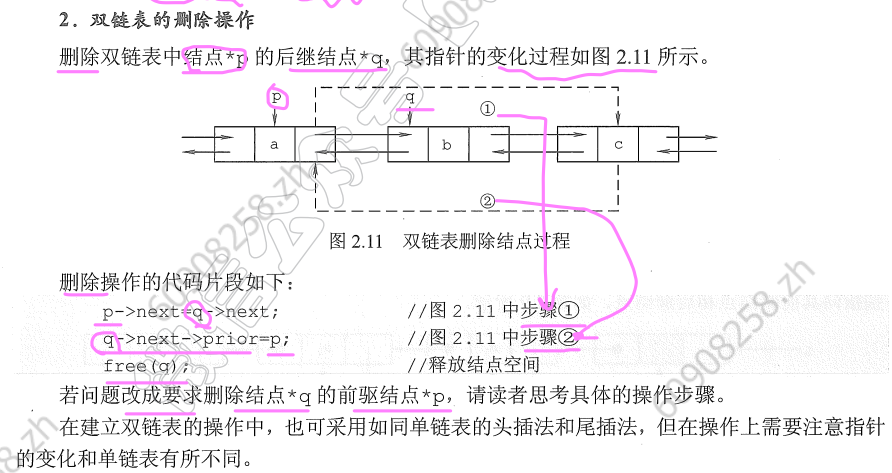 2. 双链表的删除操作
删除双链表中结点*p 的后继结点*q，其指针的变化过程如图 2.11 所示。
p
q
①
a
b
c
②
图 2.11 双链表删除结点过程
删除操作的代码片段如下：
p->next=q->next; //图 2.11 中步骤①
q->next->prior=p; //图 2.11 中步骤②
free(q); //释放结点空间
若问题改成要求删除结点*q 的前驱结点*p，请读者思考具体的操作步骤。
在建立双链表的操作中，也可采用如同单链表的头插法和尾插法，但在操作上需要注意指针
的变化和单链表有所不同。
60908258.zh
60908258.zh